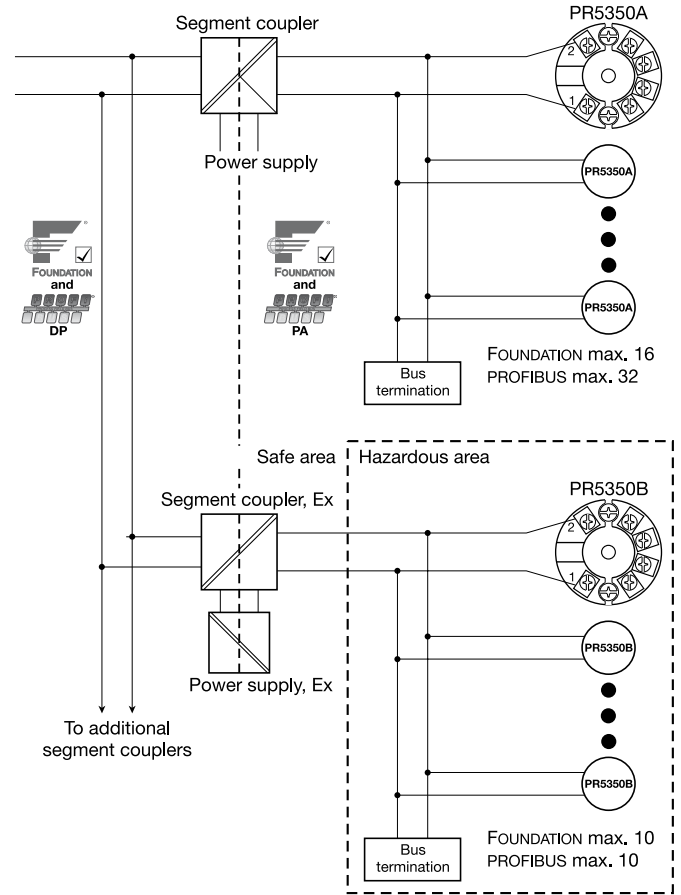 Segment coupler
PR5350A
2
1
Power supply
PR5350A
FOUNDATION
and
DP
FOUNDATION
and
PA
PR5350A
FOUNDATION max. 16
PROFIBUS max. 32
Bus
termination
Safe area
Hazardous area
Segment coupler, Ex
PR5350B
2
1
PR5350B
Power supply, Ex
To additional
segment couplers
PR5350B
FOUNDATION max. 10
PROFIBUS max. 10
Bus
termination